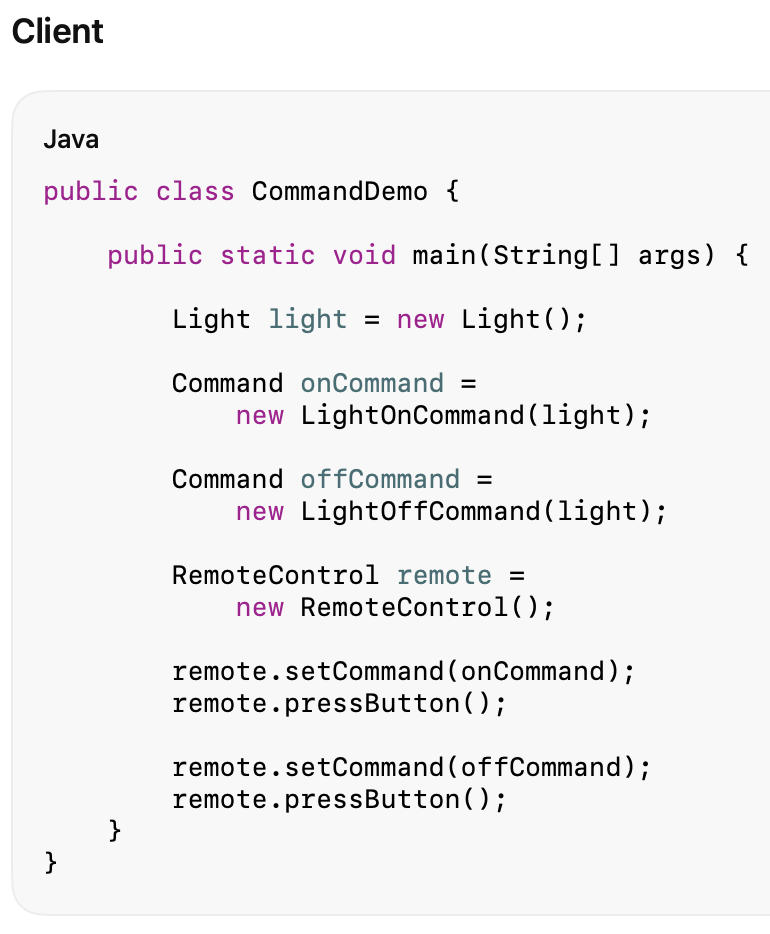 Client
Java
public class CommandDemo {
    public static void main(String[] args) {
        Light light = new Light();
        Command onCommand =
            new LightOnCommand(light);
        Command offCommand =
            new LightOffCommand(light);
        RemoteControl remote =
            new RemoteControl();
        remote.setCommand(onCommand);
        remote.pressButton();
        remote.setCommand(offCommand);
        remote.pressButton();
    }
}